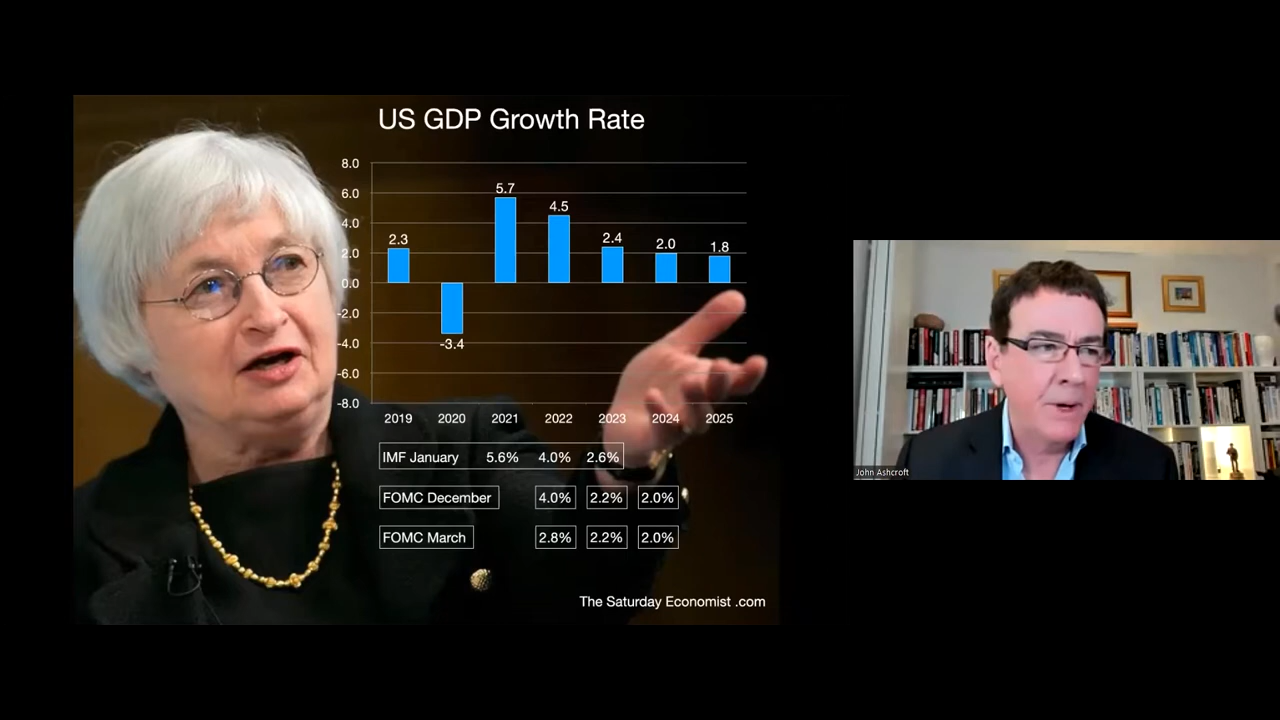 US GDP Growth Rate
8.0
6.0
4.0
2.0
0.0
-2.0
-4.0
-6.0
-8.0
2.3
-3.4
5.7
4.5
2.4
2.0
1.8
2019 2020 2021 2022 2023 2024 2025
IMF January 5.6% 4.0% 2.6%
FOMC December 4.0% 2.2% 2.0%
FOMC March 2.8% 2.2% 2.0%
The Saturday Economist .com
John Ashcroft